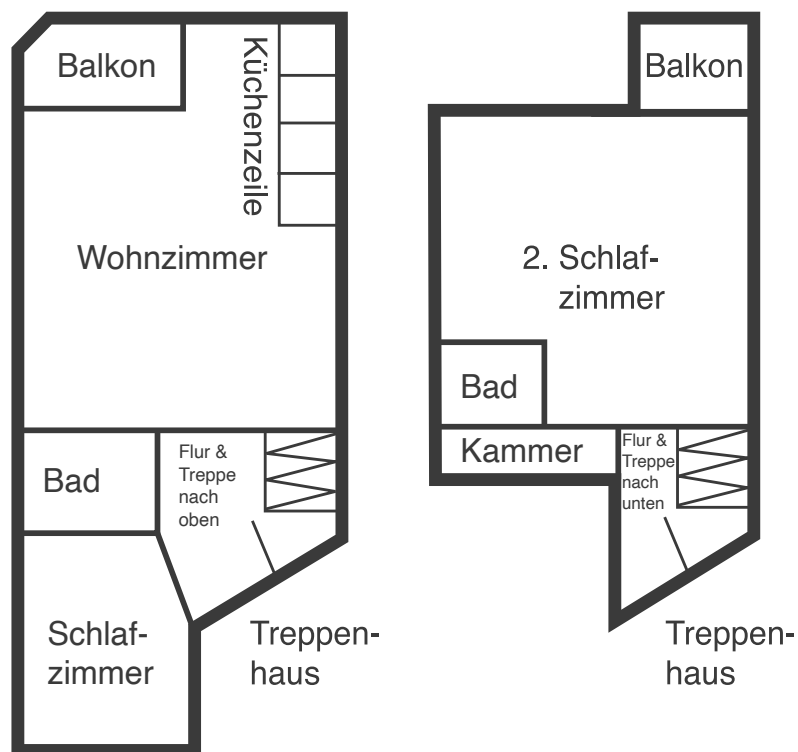 Balkon
Küchenzeile
Wohnzimmer
Bad
Flur &
Treppe
nach
oben
Schlaf-
zimmer
Treppen-
haus
Balkon
2. Schlaf-
zimmer
Bad
Kammer
Flur &
Treppe
nach
unten
Treppen-
haus